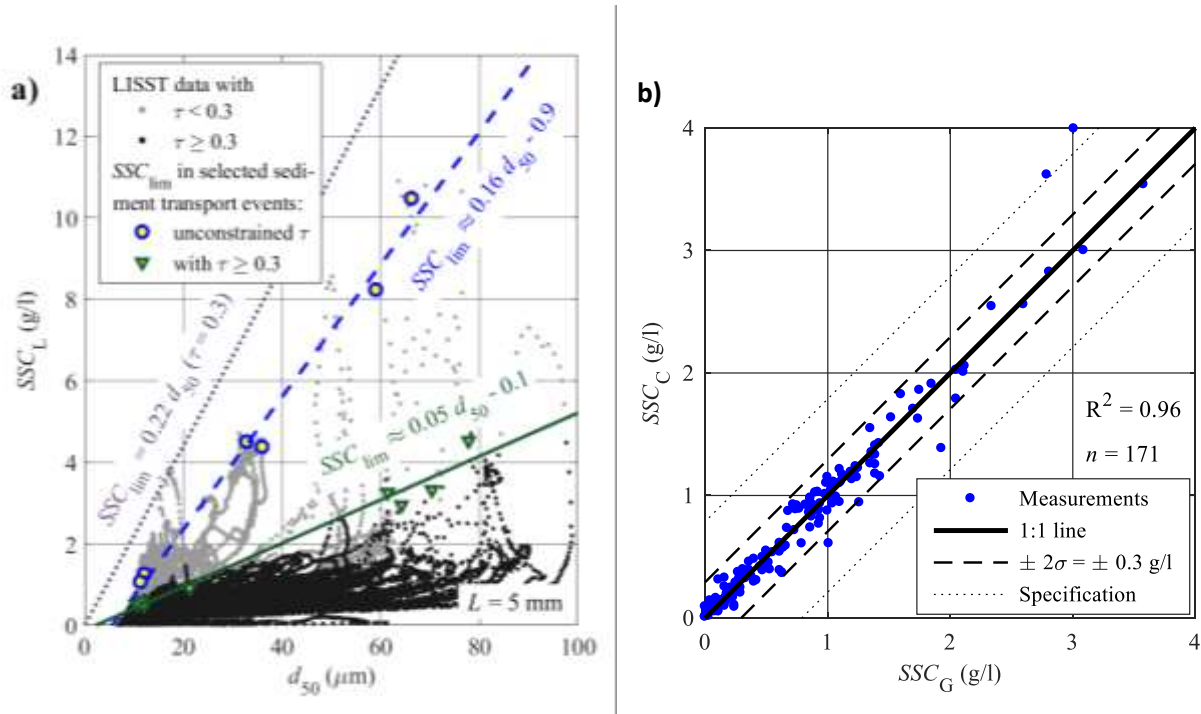 a)
14
12
10
8
6
4
2
0
SSC_L (g/l)
LISST data with
τ < 0.3
τ ≥ 0.3
SSC_lim in selected sedi-
ment transport events:
unconstrained τ
with τ ≥ 0.3
SSC_lim = 0.22 d_50 (τ = 0.3)
SSC_lim ≈ 0.16 d_50 - 0.9
SSC_lim ≈ 0.05 d_50 - 0.1
L = 5 mm
0 20 40 60 80 100
d_50 (μm)
b)
4
3
2
1
0
SSC_C (g/l)
R² = 0.96
n = 171
Measurements
1:1 line
± 2σ = ± 0.3 g/l
Specification
0 1 2 3 4
SSC_G (g/l)